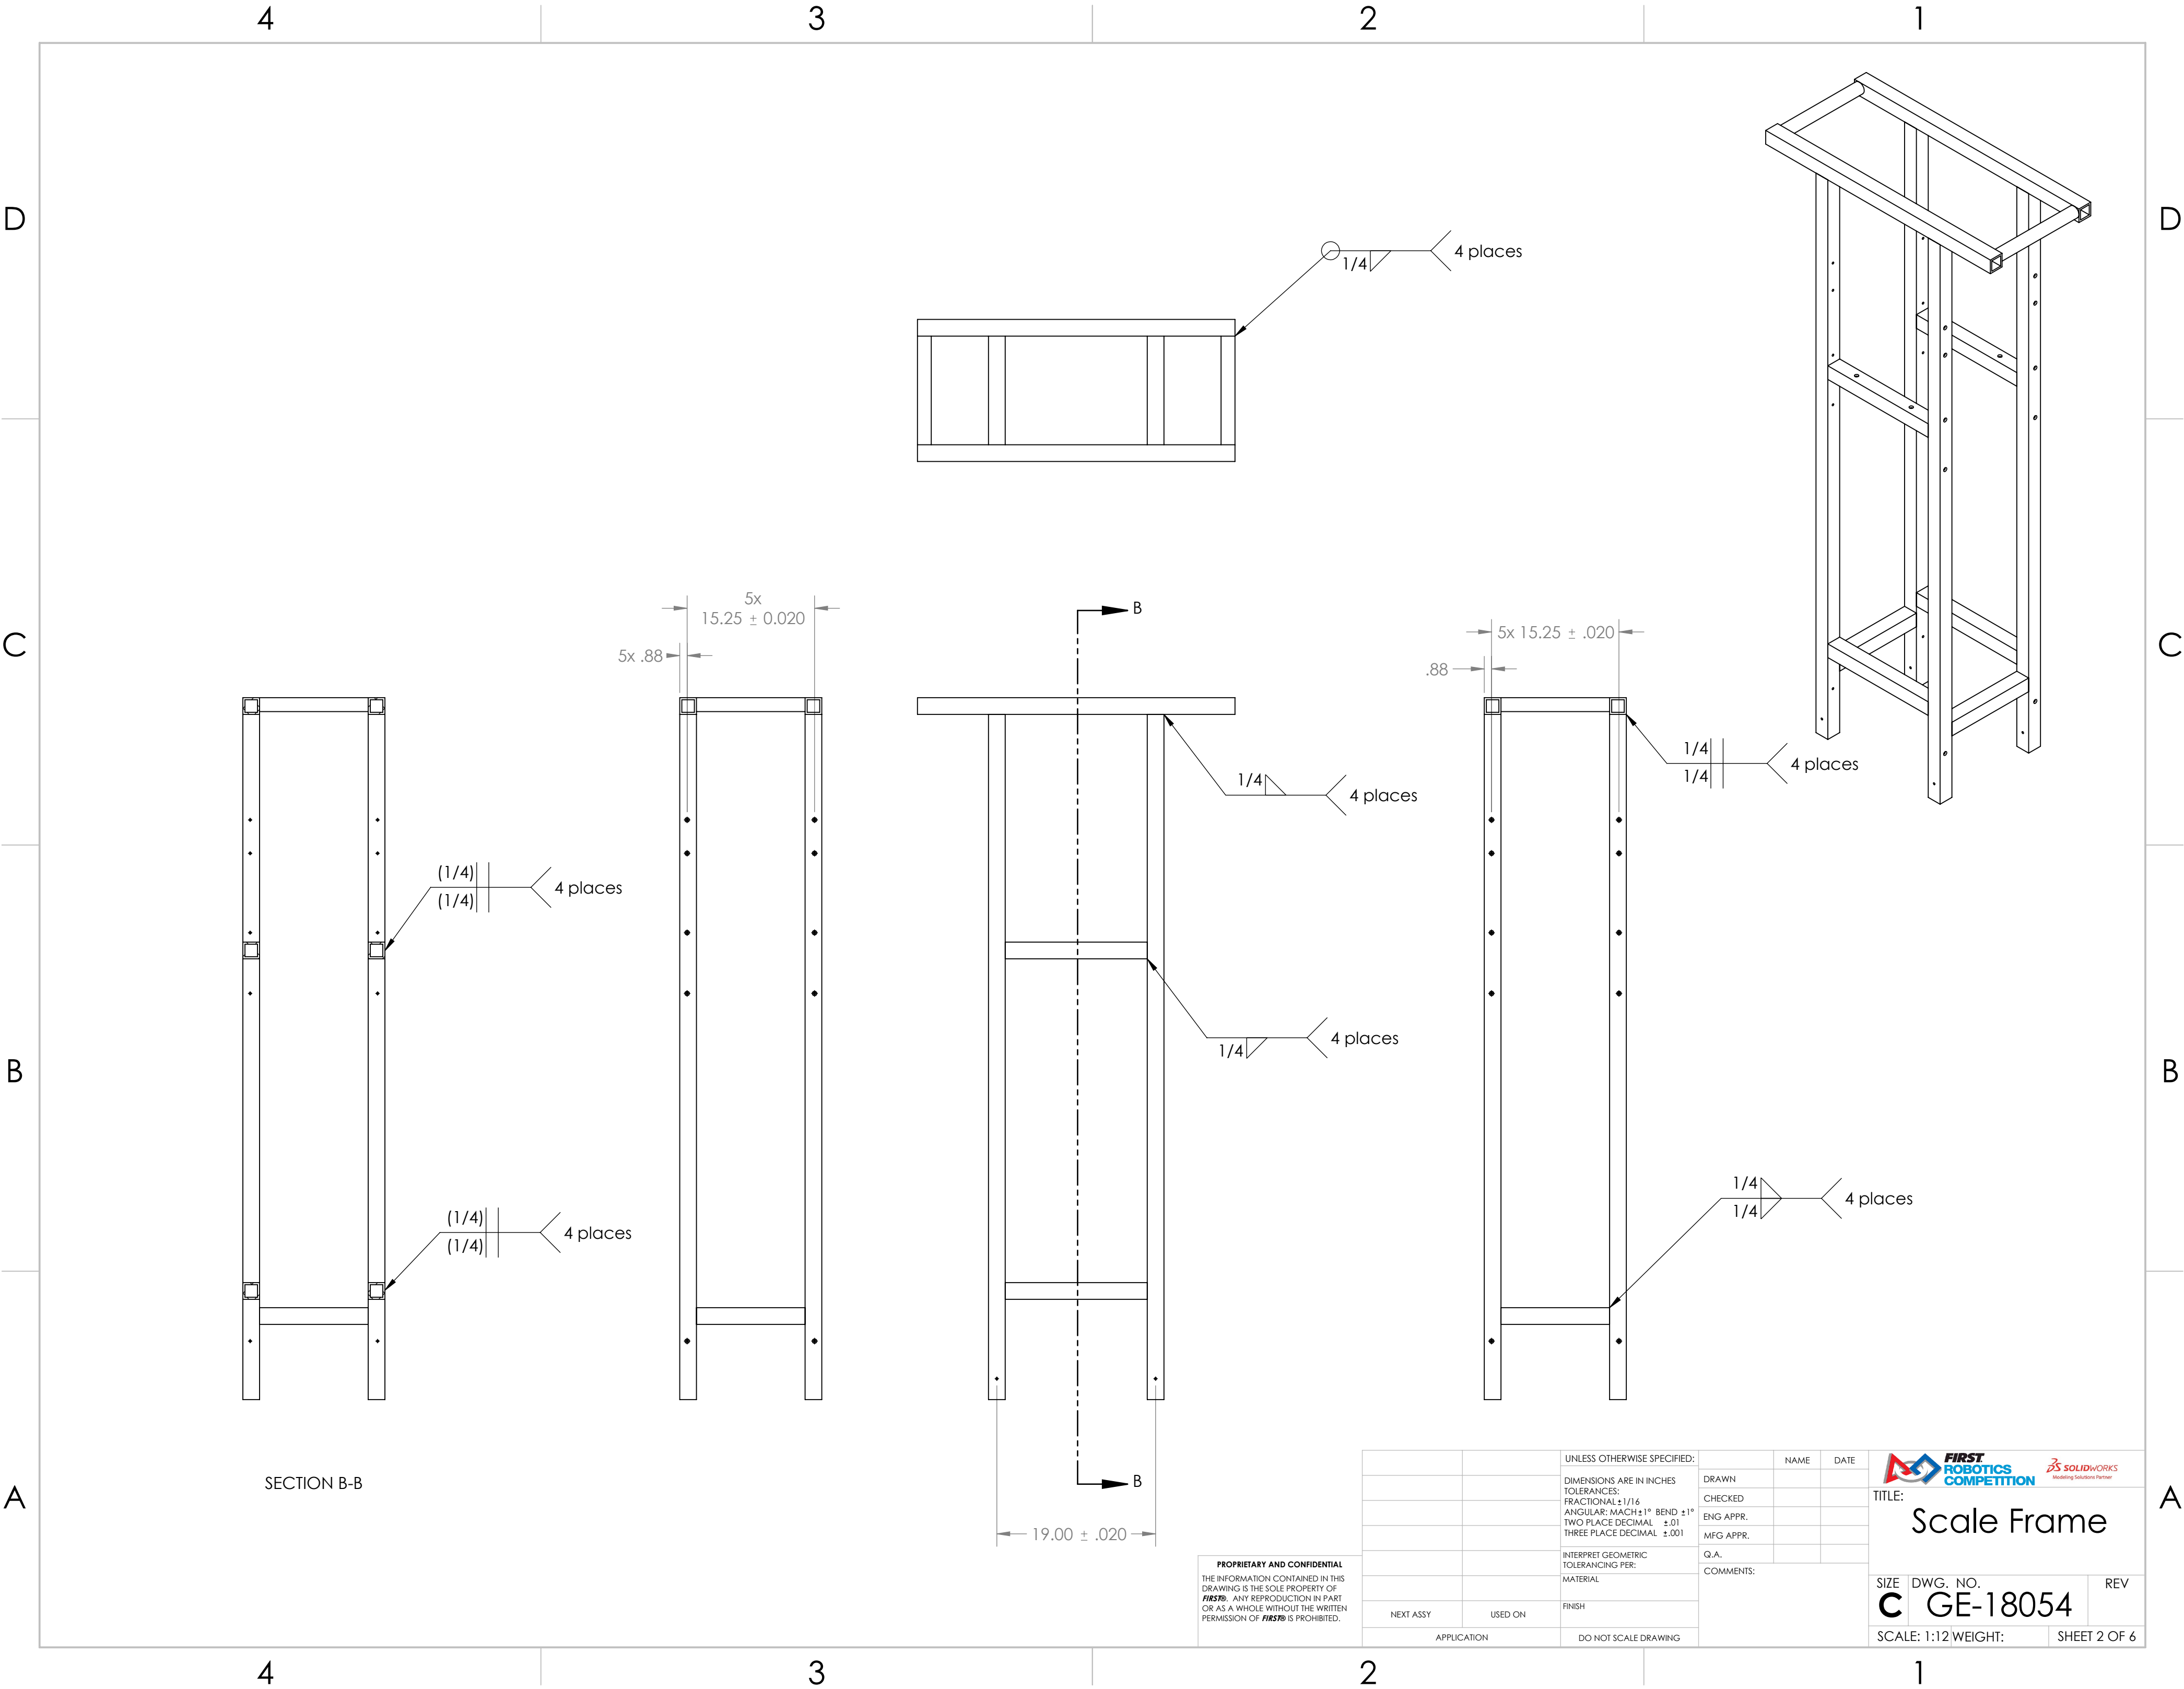 4
3
2
1
D
D
1/4
4 places
C
C
5x
15.25 ± 0.020
5x .88
B
5x 15.25 ± .020
.88
1/4
1/4
4 places
1/4
4 places
(1/4)
(1/4)
4 places
B
B
1/4
4 places
1/4
1/4
4 places
(1/4)
(1/4)
4 places
A
A
SECTION B-B
B
19.00 ± .020
PROPRIETARY AND CONFIDENTIAL
THE INFORMATION CONTAINED IN THIS
DRAWING IS THE SOLE PROPERTY OF
FIRST®. ANY REPRODUCTION IN PART
OR AS A WHOLE WITHOUT THE WRITTEN
PERMISSION OF FIRST® IS PROHIBITED.
NEXT ASSY
USED ON
APPLICATION
UNLESS OTHERWISE SPECIFIED:
DIMENSIONS ARE IN INCHES
TOLERANCES:
FRACTIONAL ±1/16
ANGULAR: MACH±1° BEND ±1°
TWO PLACE DECIMAL ±.01
THREE PLACE DECIMAL ±.001
INTERPRET GEOMETRIC
TOLERANCING PER:
MATERIAL
FINISH
DO NOT SCALE DRAWING
NAME
DATE
DRAWN
CHECKED
ENG APPR.
MFG APPR.
Q.A.
COMMENTS:
FIRST
ROBOTICS
COMPETITION
SOLIDWORKS
Modeling Solutions Partner
TITLE:
Scale Frame
SIZE
DWG. NO.
REV
C
GE-18054
SCALE: 1:12
WEIGHT:
SHEET 2 OF 6
4
3
2
1